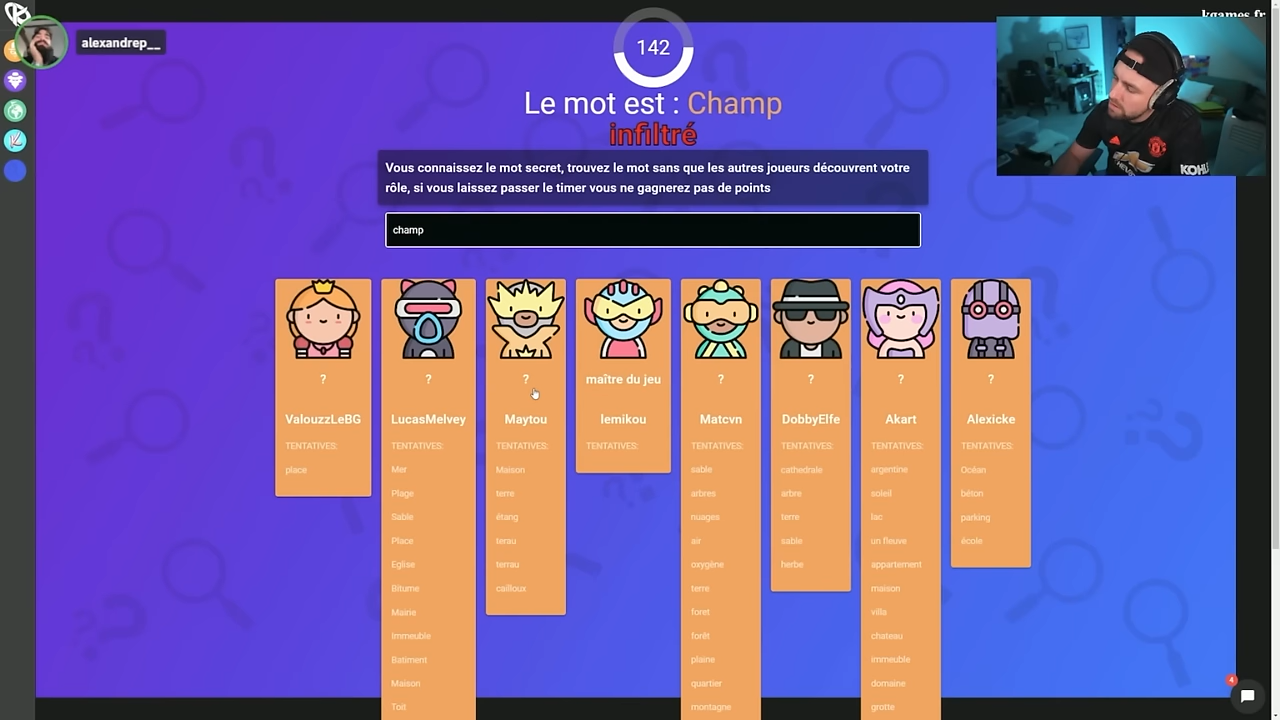 kgames.fr
alexandrep__
142
Le mot est : Champ
infiltré
Vous connaissez le mot secret, trouvez le mot sans que les autres joueurs découvrent votre
rôle, si vous laissez passer le timer vous ne gagnerez pas de points
champ
?
ValouzzLeBG
TENTATIVES:
place
?
LucasMelvey
TENTATIVES:
Mer
Plage
Sable
Place
Eglise
Bitume
Mairie
Immeuble
Batiment
Maison
Toit
?
Maytou
TENTATIVES:
Maison
terre
étang
terau
terrau
cailloux
maître du jeu
lemikou
TENTATIVES:
?
Matcvn
TENTATIVES:
sable
arbres
nuages
air
oxygène
terre
foret
forêt
plaine
quartier
montagne
?
DobbyElfe
TENTATIVES:
cathedrale
arbre
terre
sable
herbe
?
Akart
TENTATIVES:
argentine
soleil
lac
un fleuve
appartement
maison
villa
chateau
immeuble
domaine
grotte
?
Alexicke
TENTATIVES:
Océan
béton
parking
école
4
KOHL